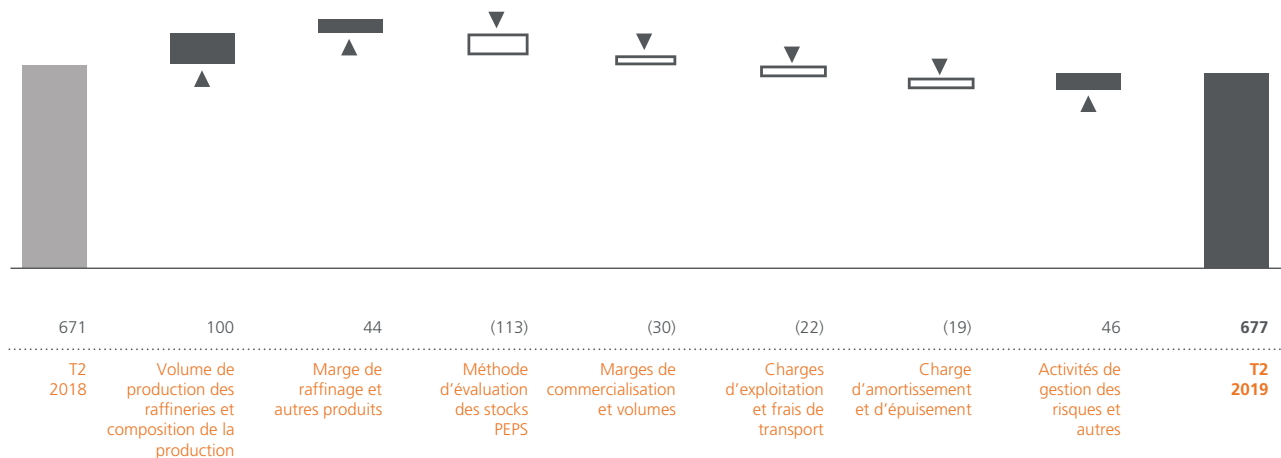 671 100 44 (113) (30) (22) (19) 46 677
T2
2018
Volume de
production des
raffineries et
composition de la
production
Marge de
raffinage et
autres produits
Méthode
d'évaluation
des stocks
PEPS
Marges de
commercialisation
et volumes
Charges
d'exploitation
et frais de
transport
Charge
d'amortissement
et d'épuisement
Activités de
gestion des
risques et
autres
T2
2019